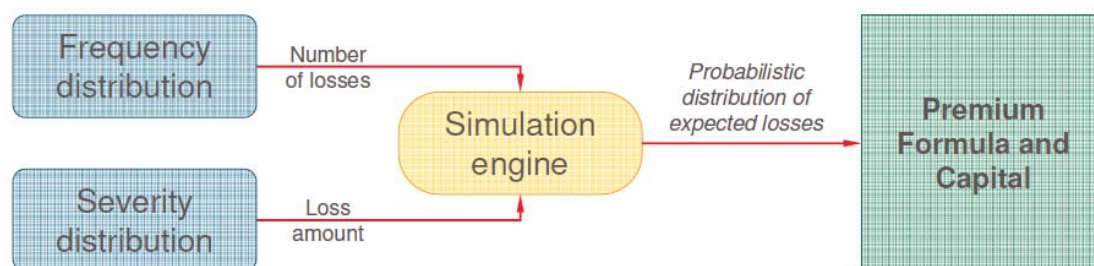 Frequency
distribution
Number
of losses
Simulation
engine
Severity
distribution
Loss
amount
Probabilistic
distribution of
expected losses
Premium
Formula and
Capital